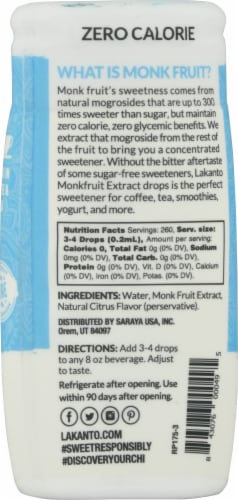 ZERO CALORIE
WHAT IS MONK FRUIT?
Monk fruit's sweetness comes from
natural mogrosides that are up to 300
times sweeter than sugar, but maintain
zero calorie, zero glycemic benefits. We
extract that mogroside from the rest of
the fruit to bring you a concentrated
sweetener. Without the bitter aftertaste
of some sugar-free sweeteners, Lakanto
Monkfruit Extract drops is the perfect
sweetener for coffee, tea, smoothies,
yogurt, and more.
Nutrition Facts Servings: 260, Serv. size:
3-4 Drops (0.2mL), Amount per serving:
Calories 0, Total Fat 0g (0% DV), Sodium
0mg (0% DV), Total Carb. 0g (0% DV),
Protein 0g (0% DV), Vit. D (0% DV), Calcium
(0% DV), Iron (0% DV), Potas. (0% DV).
INGREDIENTS: Water, Monk Fruit Extract,
Natural Citrus Flavor (perservative).
DISTRIBUTED BY SARAYA USA, INC.
Orem, UT 84097
DIRECTIONS: Add 3-4 drops
to any 8 oz beverage. Adjust
to taste.
Refrigerate after opening. Use
within 90 days after opening.
LAKANTO.COM
#SWEETRESPONSIBLY
#DISCOVERYOURCHI
RP175-3
8 43076 00004 9 5